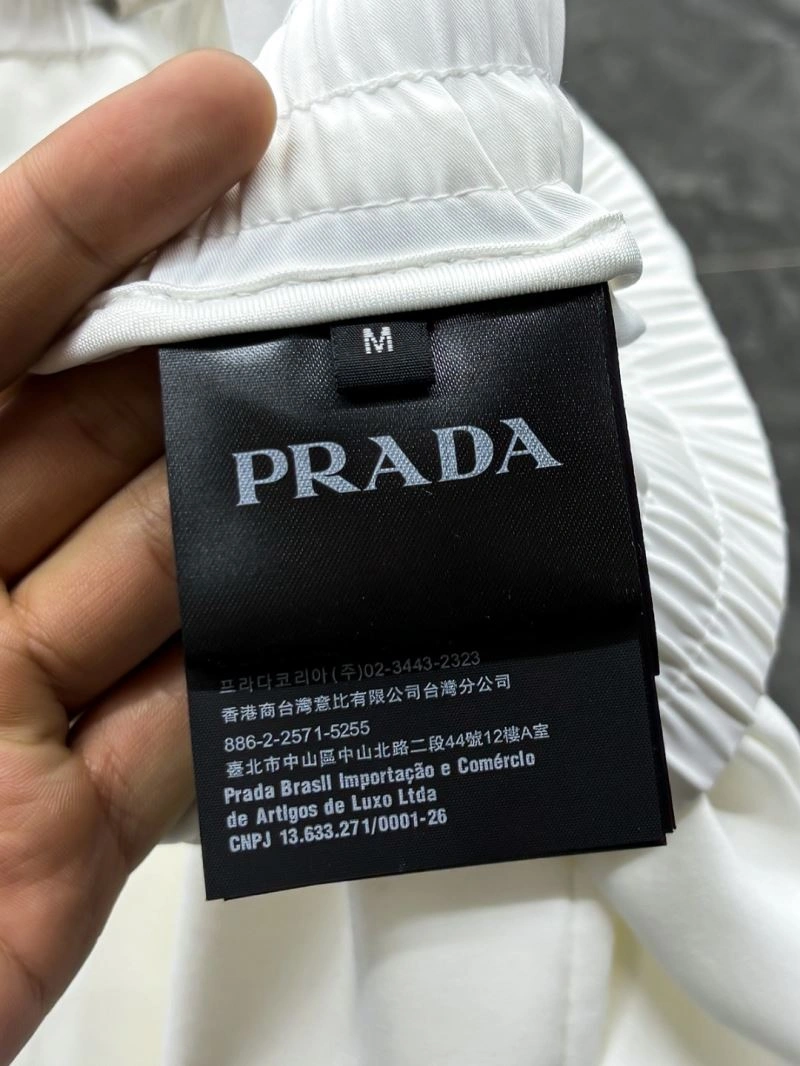 M
PRADA
프라다코리아(주)02-3443-2323
香港商台灣意比有限公司台灣分公司
886-2-2571-5255
臺北市中山區中山北路二段44號12樓A室
Prada Brasil Importação e Comércio
de Artigos de Luxo Ltda
CNPJ 13.633.271/0001-26